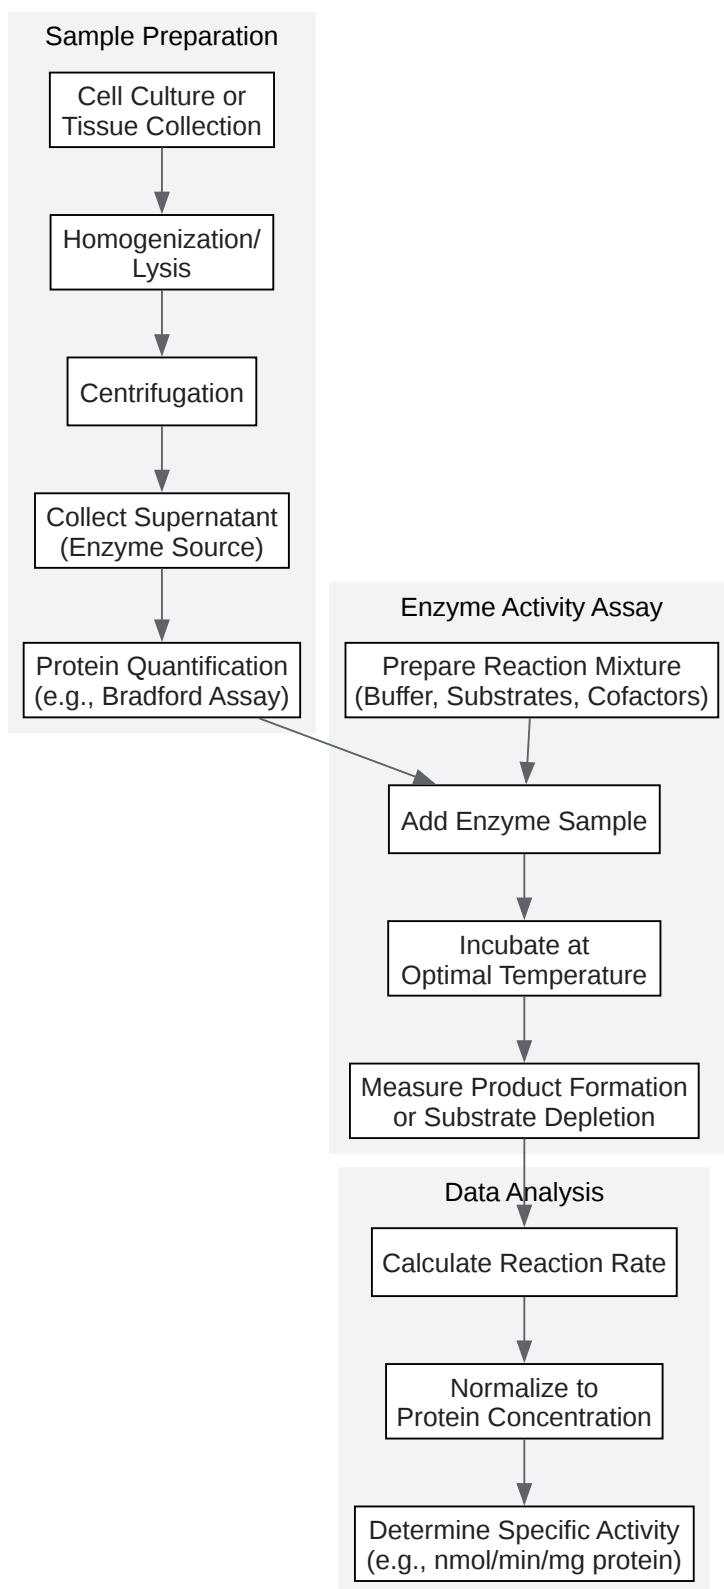 Sample Preparation
Cell Culture or
Tissue Collection
Homogenization/
Lysis
Centrifugation
Collect Supernatant
(Enzyme Source)
Protein Quantification
(e.g., Bradford Assay)
Enzyme Activity Assay
Prepare Reaction Mixture
(Buffer, Substrates, Cofactors)
Add Enzyme Sample
Incubate at
Optimal Temperature
Measure Product Formation
or Substrate Depletion
Data Analysis
Calculate Reaction Rate
Normalize to
Protein Concentration
Determine Specific Activity
(e.g., nmol/min/mg protein)